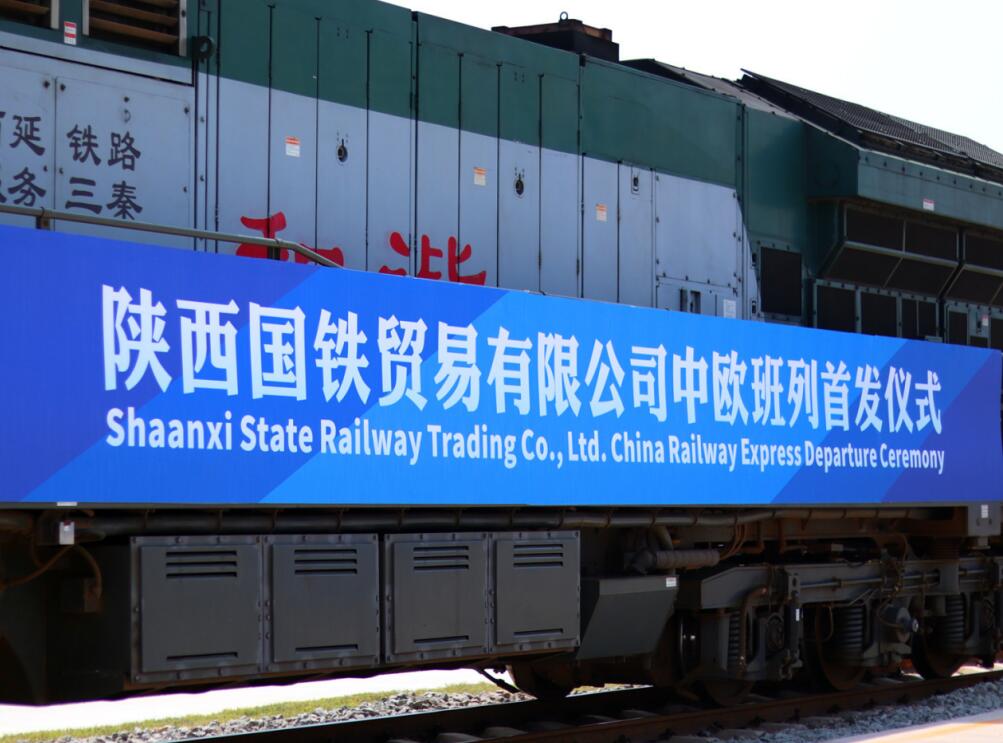 延 铁路
务 三秦
陕西国铁贸易有限公司中欧班列首发仪式
Shaanxi State Railway Trading Co., Ltd. China Railway Express Departure Ceremony